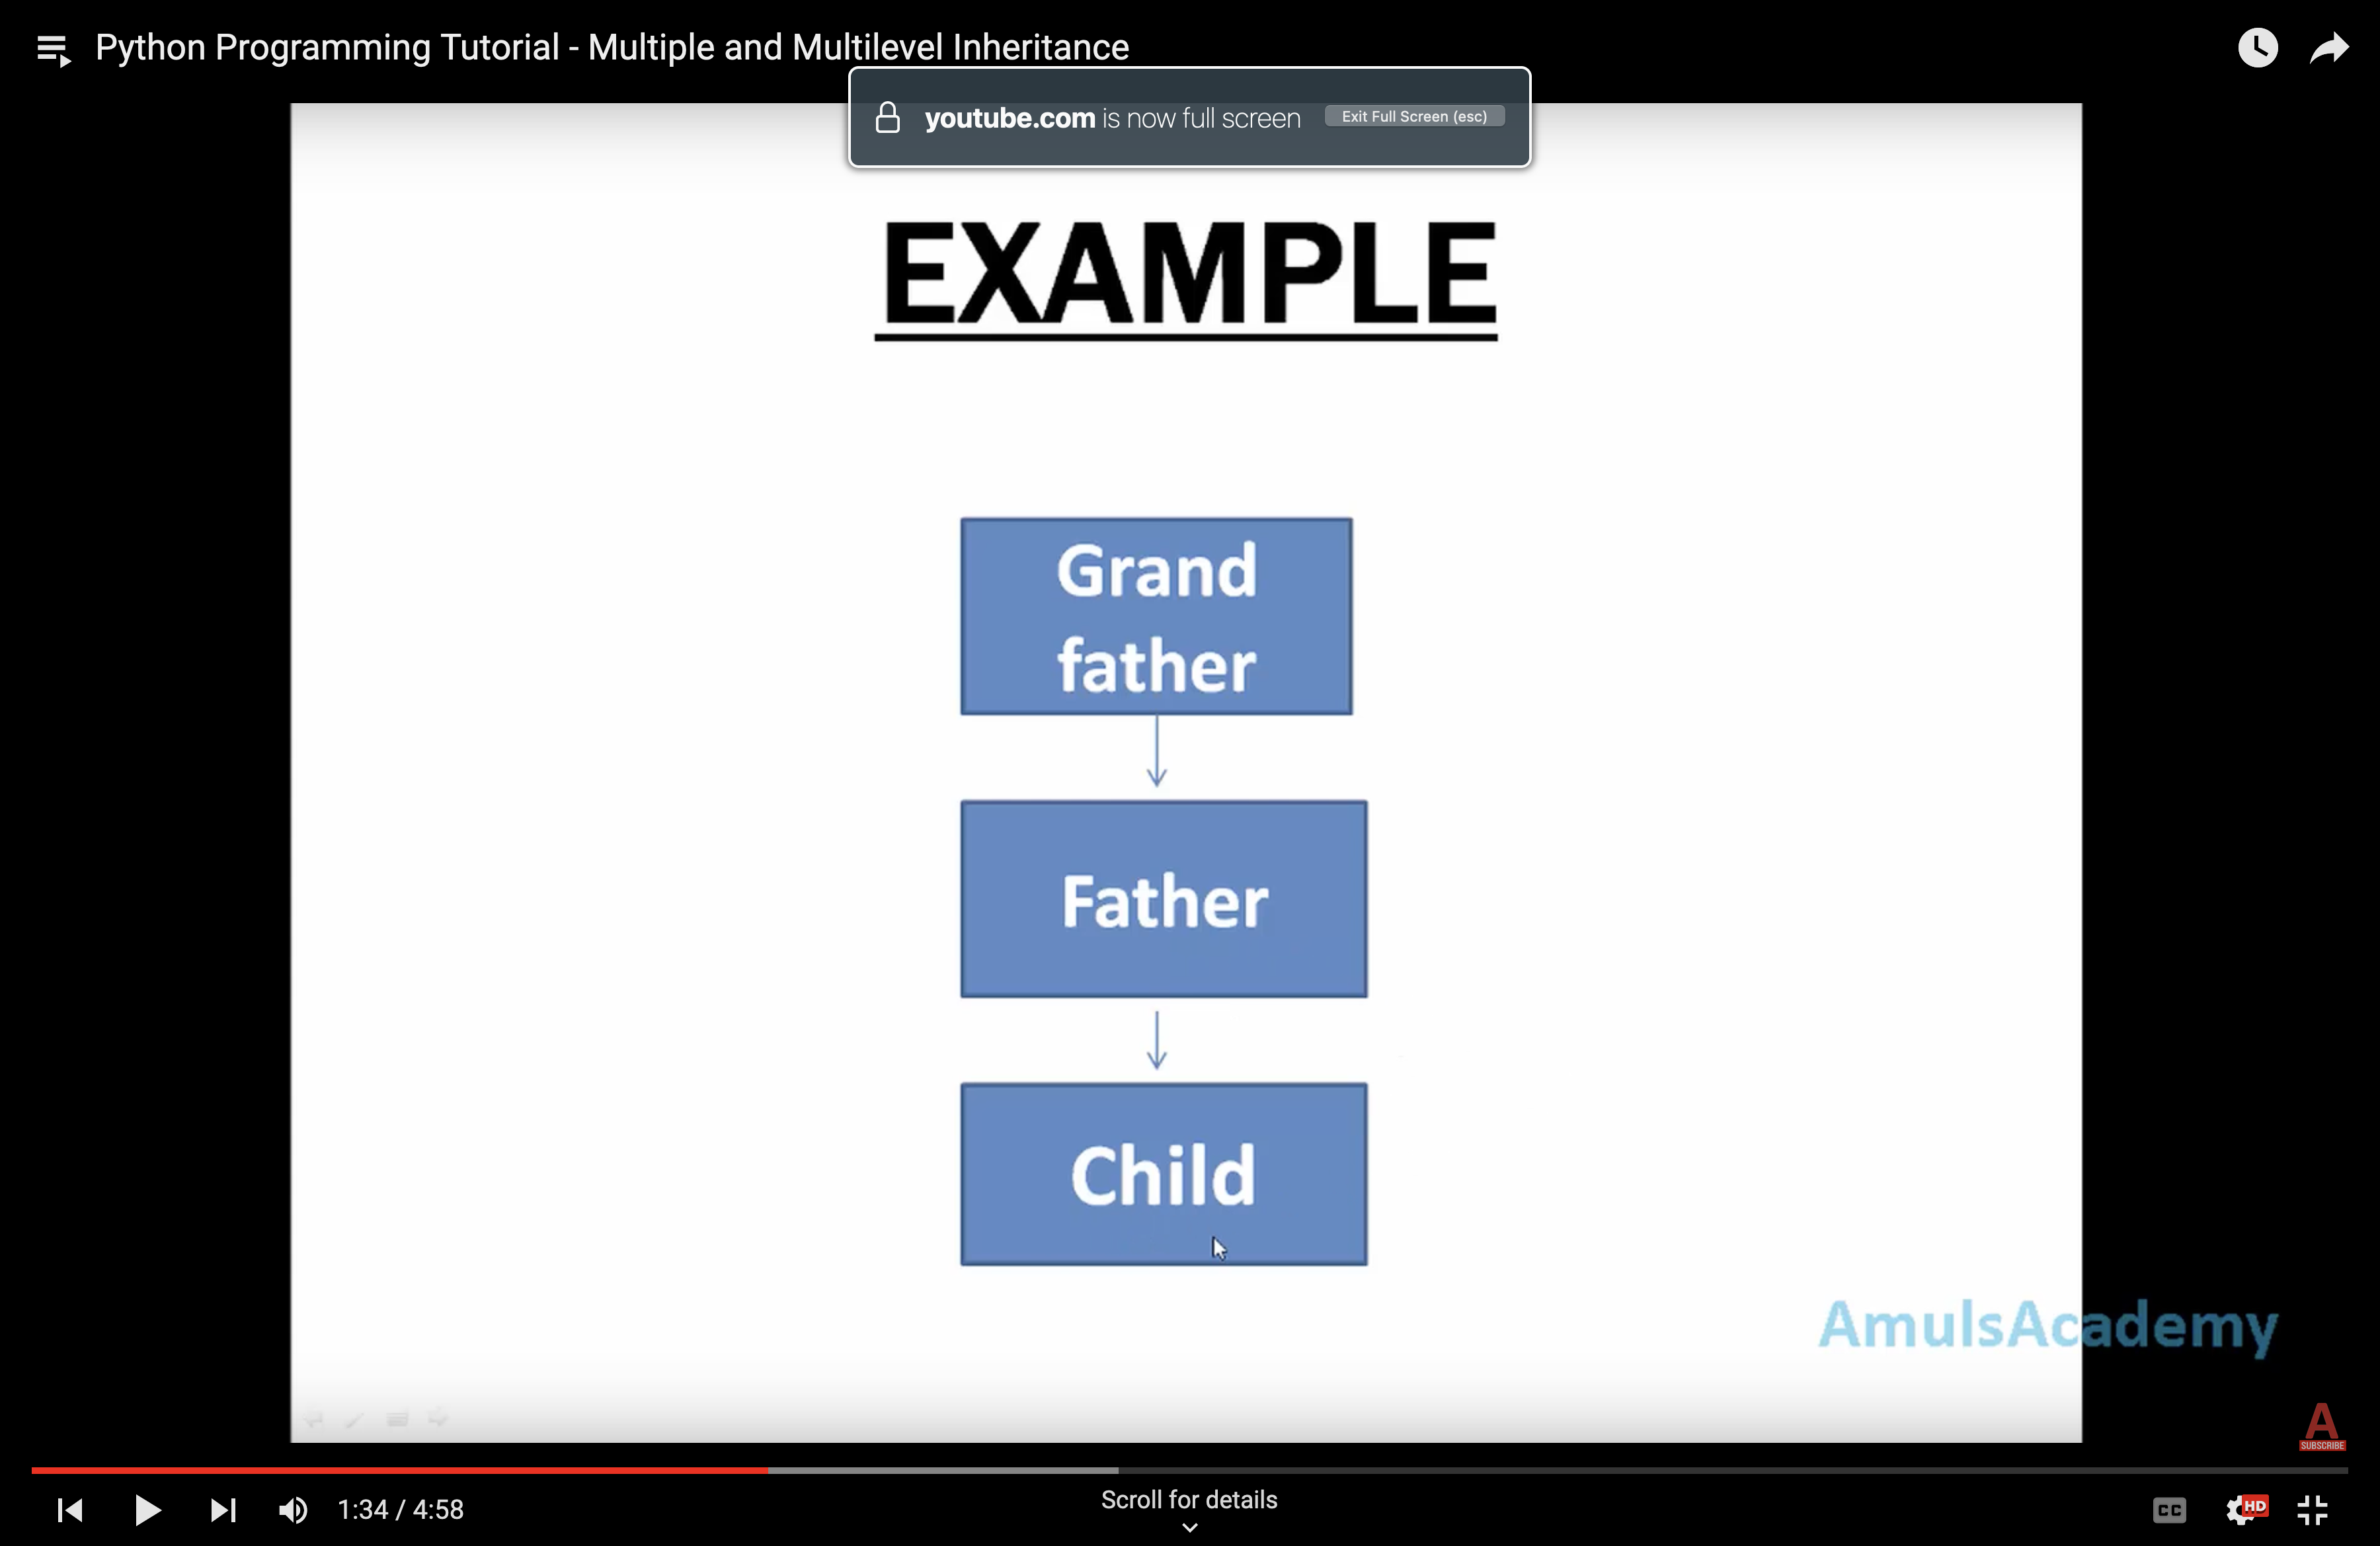 Python Programming Tutorial - Multiple and Multilevel Inheritance
youtube.com is now full screen Exit Full Screen (esc)
EXAMPLE
Grand
father
Father
Child
AmulsAcademy
A
SUBSCRIBE
1:34 / 4:58
Scroll for details
CC
HD